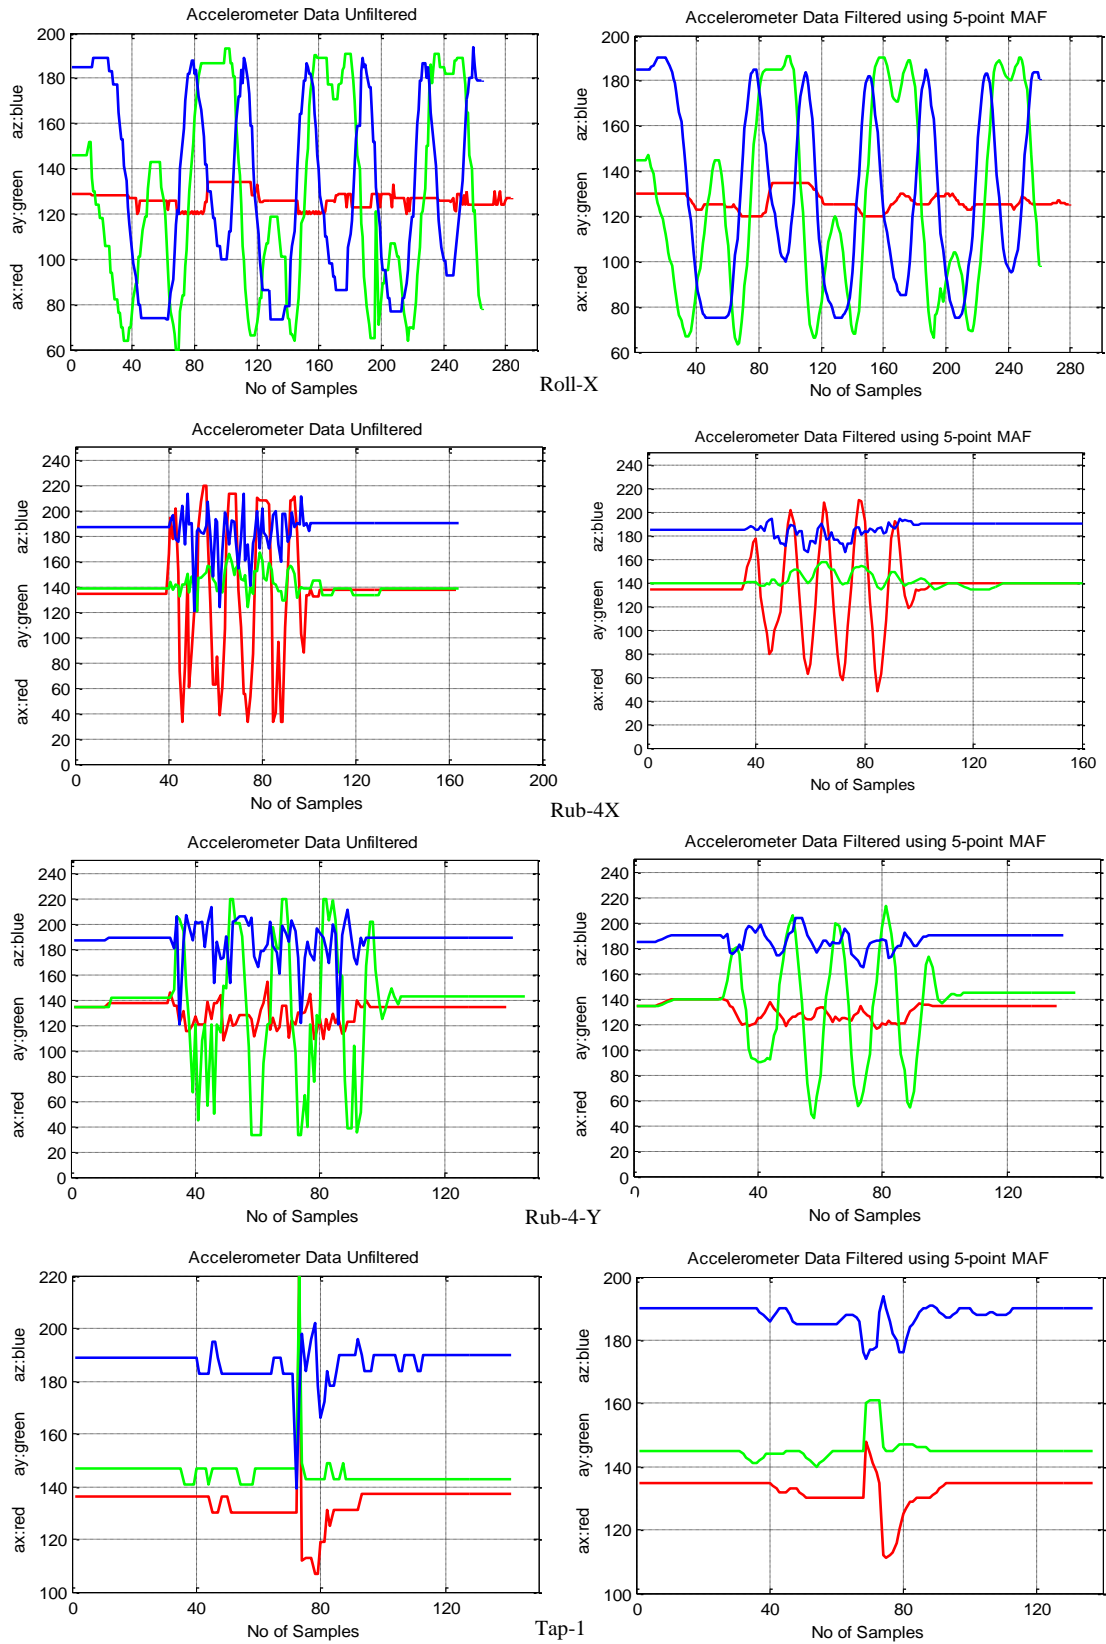 Accelerometer Data Unfiltered
az:blue
ay:green
ax:red
200
180
160
140
120
100
80
60
0 40 80 120 160 200 240 280
No of Samples
Accelerometer Data Filtered using 5-point MAF
az:blue
ay:green
ax:red
200
180
160
140
120
100
80
60
0 40 80 120 160 200 240 280
No of Samples
Roll-X
Accelerometer Data Unfiltered
az:blue
ay:green
ax:red
240
220
200
180
160
140
120
100
80
60
40
20
0
0 40 80 120 160 200
No of Samples
Accelerometer Data Filtered using 5-point MAF
az:blue
ay:green
ax:red
240
220
200
180
160
140
120
100
80
60
40
20
0
0 40 80 120 160
No of Samples
Rub-4X
Accelerometer Data Unfiltered
az:blue
ay:green
ax:red
240
220
200
180
160
140
120
100
80
60
40
20
0
0 40 80 120
No of Samples
Accelerometer Data Filtered using 5-point MAF
az:blue
ay:green
ax:red
240
220
200
180
160
140
120
100
80
60
40
20
0
0 40 80 120
No of Samples
Rub-4-Y
Accelerometer Data Unfiltered
az:blue
ay:green
ax:red
220
200
180
160
140
120
100
0 40 80 120
No of Samples
Accelerometer Data Filtered using 5-point MAF
az:blue
ay:green
ax:red
200
180
160
140
120
100
0 40 80 120
No of Samples
Tap-1